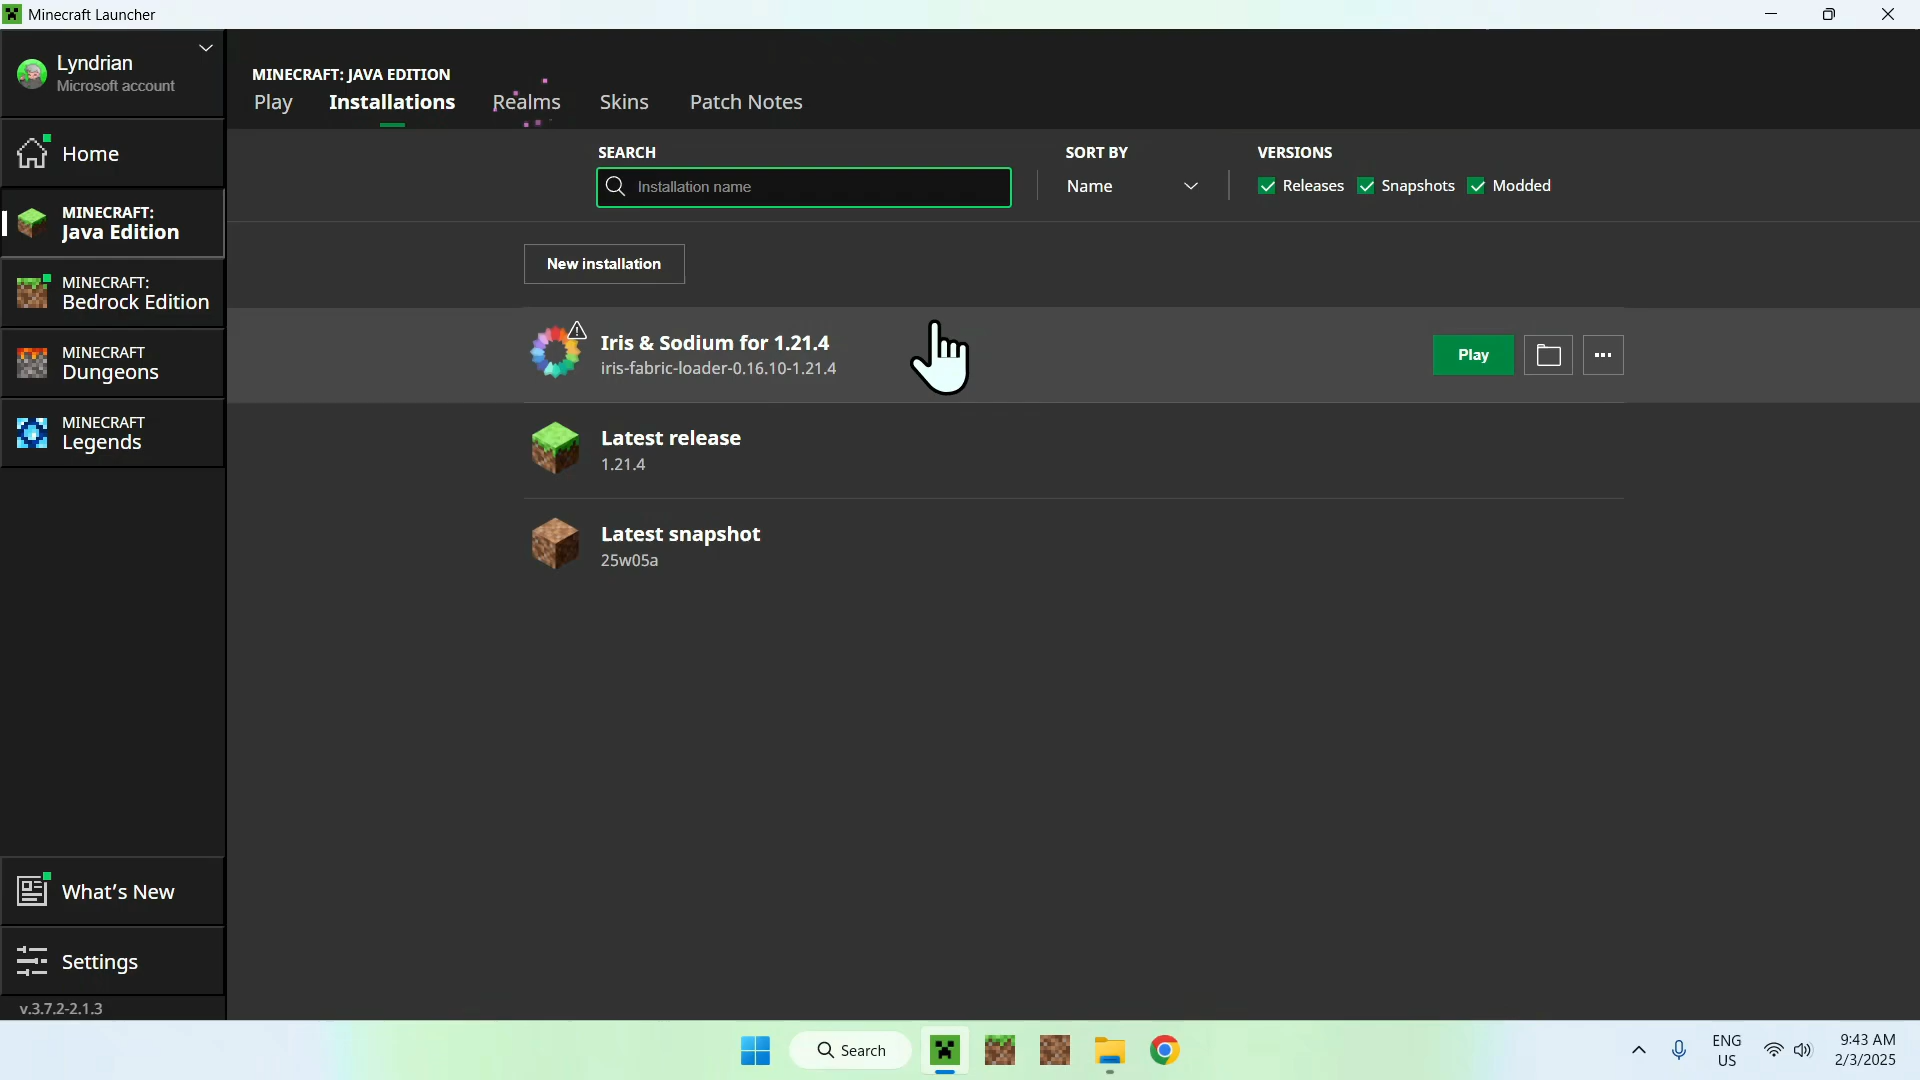 Minecraft Launcher
Lyndrian
Microsoft account
Home
MINECRAFT:
Java Edition
MINECRAFT:
Bedrock Edition
MINECRAFT
Dungeons
MINECRAFT
Legends
What's New
Settings
v.3.7.2-2.1.3
MINECRAFT: JAVA EDITION
Play Installations Realms Skins Patch Notes
SEARCH SORT BY VERSIONS
Installation name Name Releases Snapshots Modded
New installation
Iris & Sodium for 1.21.4
iris-fabric-loader-0.16.10-1.21.4
Play
Latest release
1.21.4
Latest snapshot
25w05a
Search
ENG
US
9:43 AM
2/3/2025